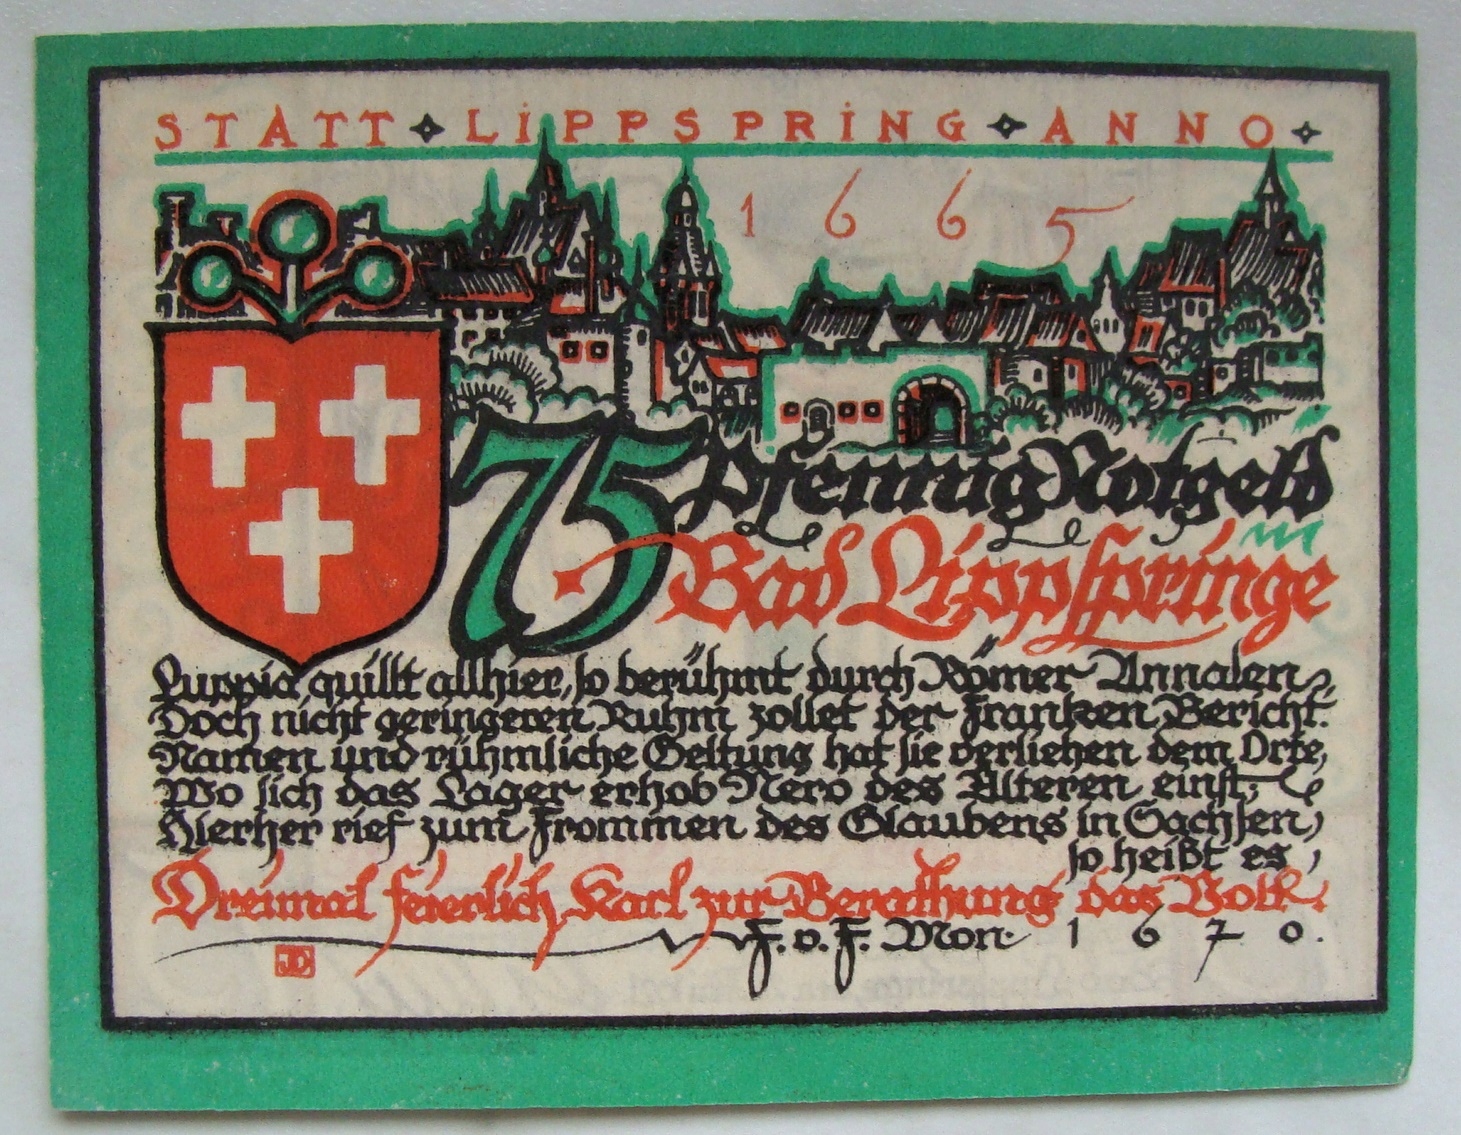 STATT LIPPSPRING ANNO
1665
75 Pfennig Notgeld
Bad Lippspringe
Luppia quillt allhier, so berühmt durch Römer Annalen,
Doch nicht geringeren Ruhm zollet der Franken Bericht.
Namen und rühmliche Geltung hat sie verliehen dem Orte,
Wo sich das Lager erhob Nero des Älteren einst;
Hierher rief zum Frommen des Glaubens in Sachsen,
so heißt es,
Dreimal feierlich Karl zur Berathung das Volk.
F. v. F. Mon. 1670.